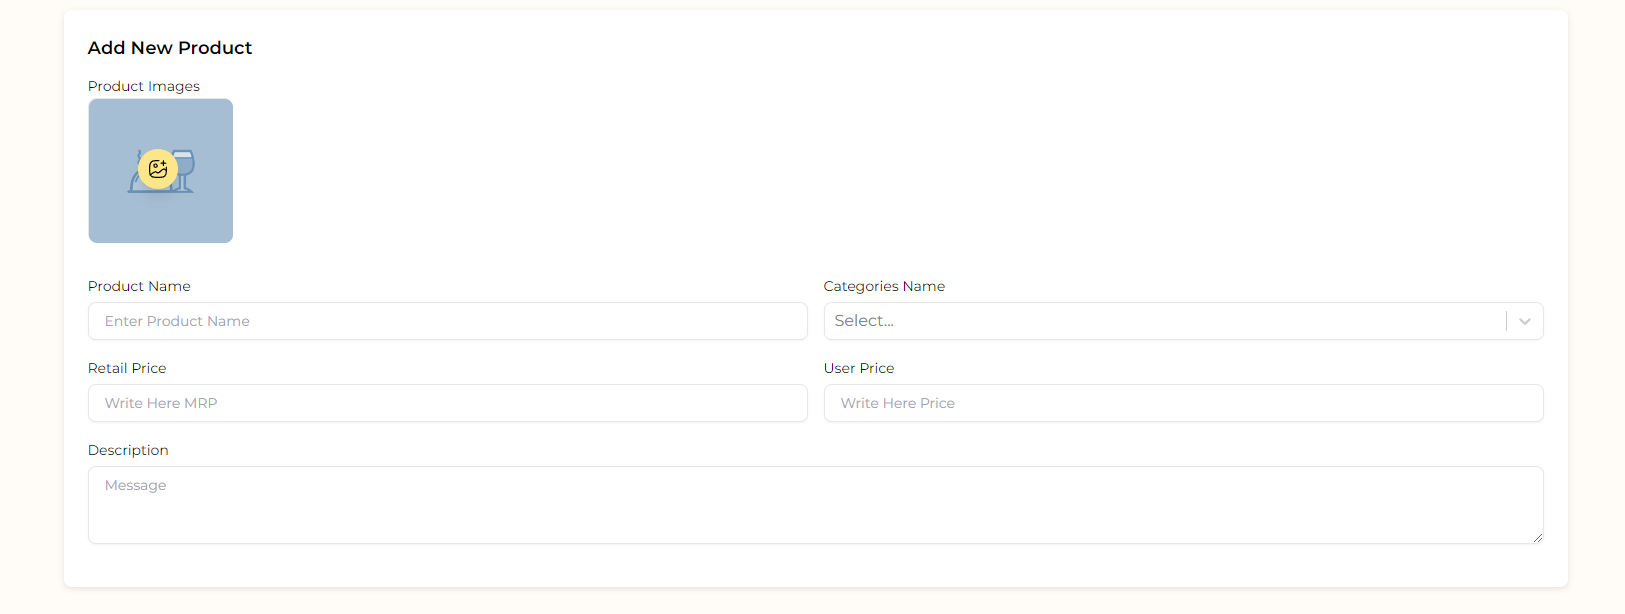 Add New Product
Product Images
Product Name
Categories Name
Enter Product Name
Select...
Retail Price
User Price
Write Here MRP
Write Here Price
Description
Message